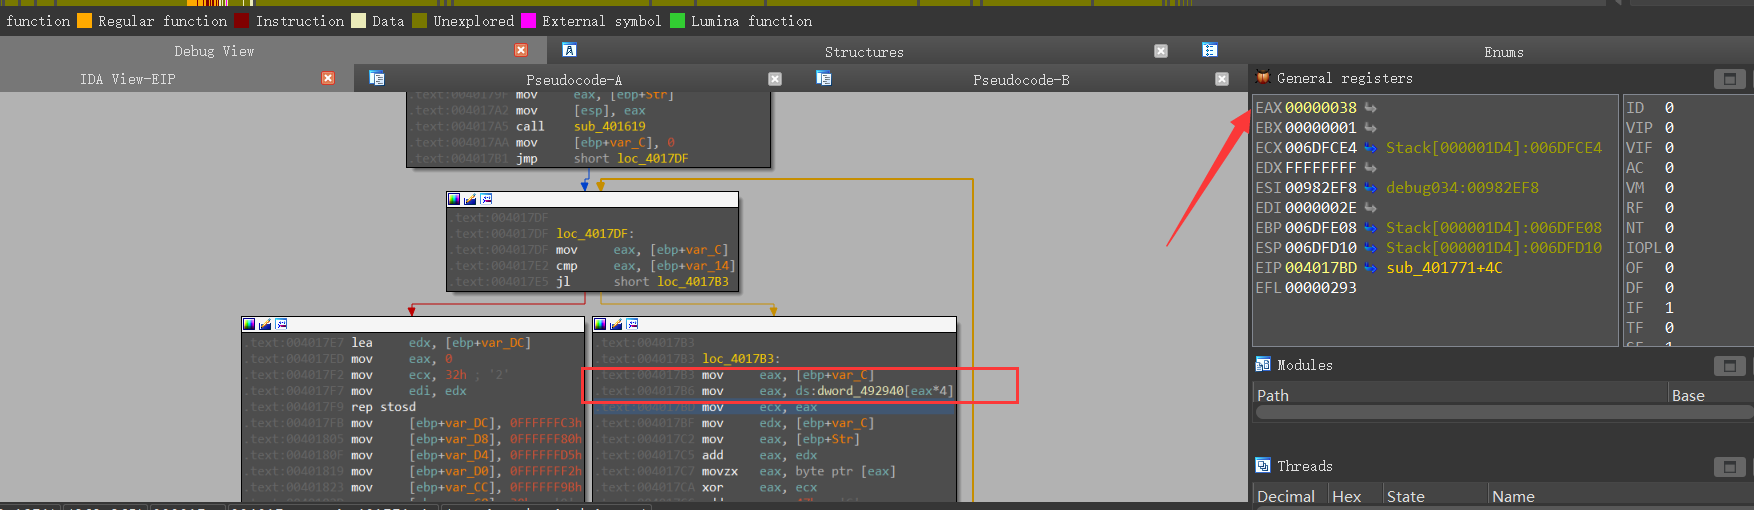 function Regular function Instruction Data Unexplored External symbol Lumina function
Debug View Structures Enums
IDA View-EIP Pseudocode-A Pseudocode-B
.text:0040179F mov eax, [ebp+Str]
.text:004017A2 mov [esp], eax
.text:004017A5 call sub_401619
.text:004017AA mov [ebp+var_C], 0
.text:004017B1 jmp short loc_4017DF
.text:004017DF
.text:004017DF loc_4017DF:
.text:004017DF mov eax, [ebp+var_C]
.text:004017E2 cmp eax, [ebp+var_14]
.text:004017E5 jl short loc_4017B3
.text:004017E7 lea edx, [ebp+var_DC]
.text:004017ED mov eax, 0
.text:004017F2 mov ecx, 32h ; '2'
.text:004017F7 mov edi, edx
.text:004017F9 rep stosd
.text:004017FB mov [ebp+var_DC], 0FFFFFFC3h
.text:00401805 mov [ebp+var_D8], 0FFFFFF80h
.text:0040180F mov [ebp+var_D4], 0FFFFFFD5h
.text:00401819 mov [ebp+var_D0], 0FFFFFFF2h
.text:00401823 mov [ebp+var_CC], 0FFFFFF9Bh
.text:004017B3
.text:004017B3 loc_4017B3:
.text:004017B3 mov eax, [ebp+var_C]
.text:004017B6 mov eax, ds:dword_492940[eax*4]
.text:004017BD mov ecx, eax
.text:004017BF mov edx, [ebp+var_C]
.text:004017C2 mov eax, [ebp+Str]
.text:004017C5 add eax, edx
.text:004017C7 movzx eax, byte ptr [eax]
.text:004017CA xor eax, ecx
General registers
EAX 00000038
EBX 00000001
ECX 006DFCE4 Stack[000001D4]:006DFCE4
EDX FFFFFFFF
ESI 00982EF8 debug034:00982EF8
EDI 0000002E
EBP 006DFE08 Stack[000001D4]:006DFE08
ESP 006DFD10 Stack[000001D4]:006DFD10
EIP 004017BD sub_401771+4C
EFL 00000293
ID 0
VIP 0
VIF 0
AC 0
VM 0
RF 0
NT 0
IOPL 0
OF 0
DF 0
IF 1
TF 0
Modules
Path Base
Threads
Decimal Hex State Name